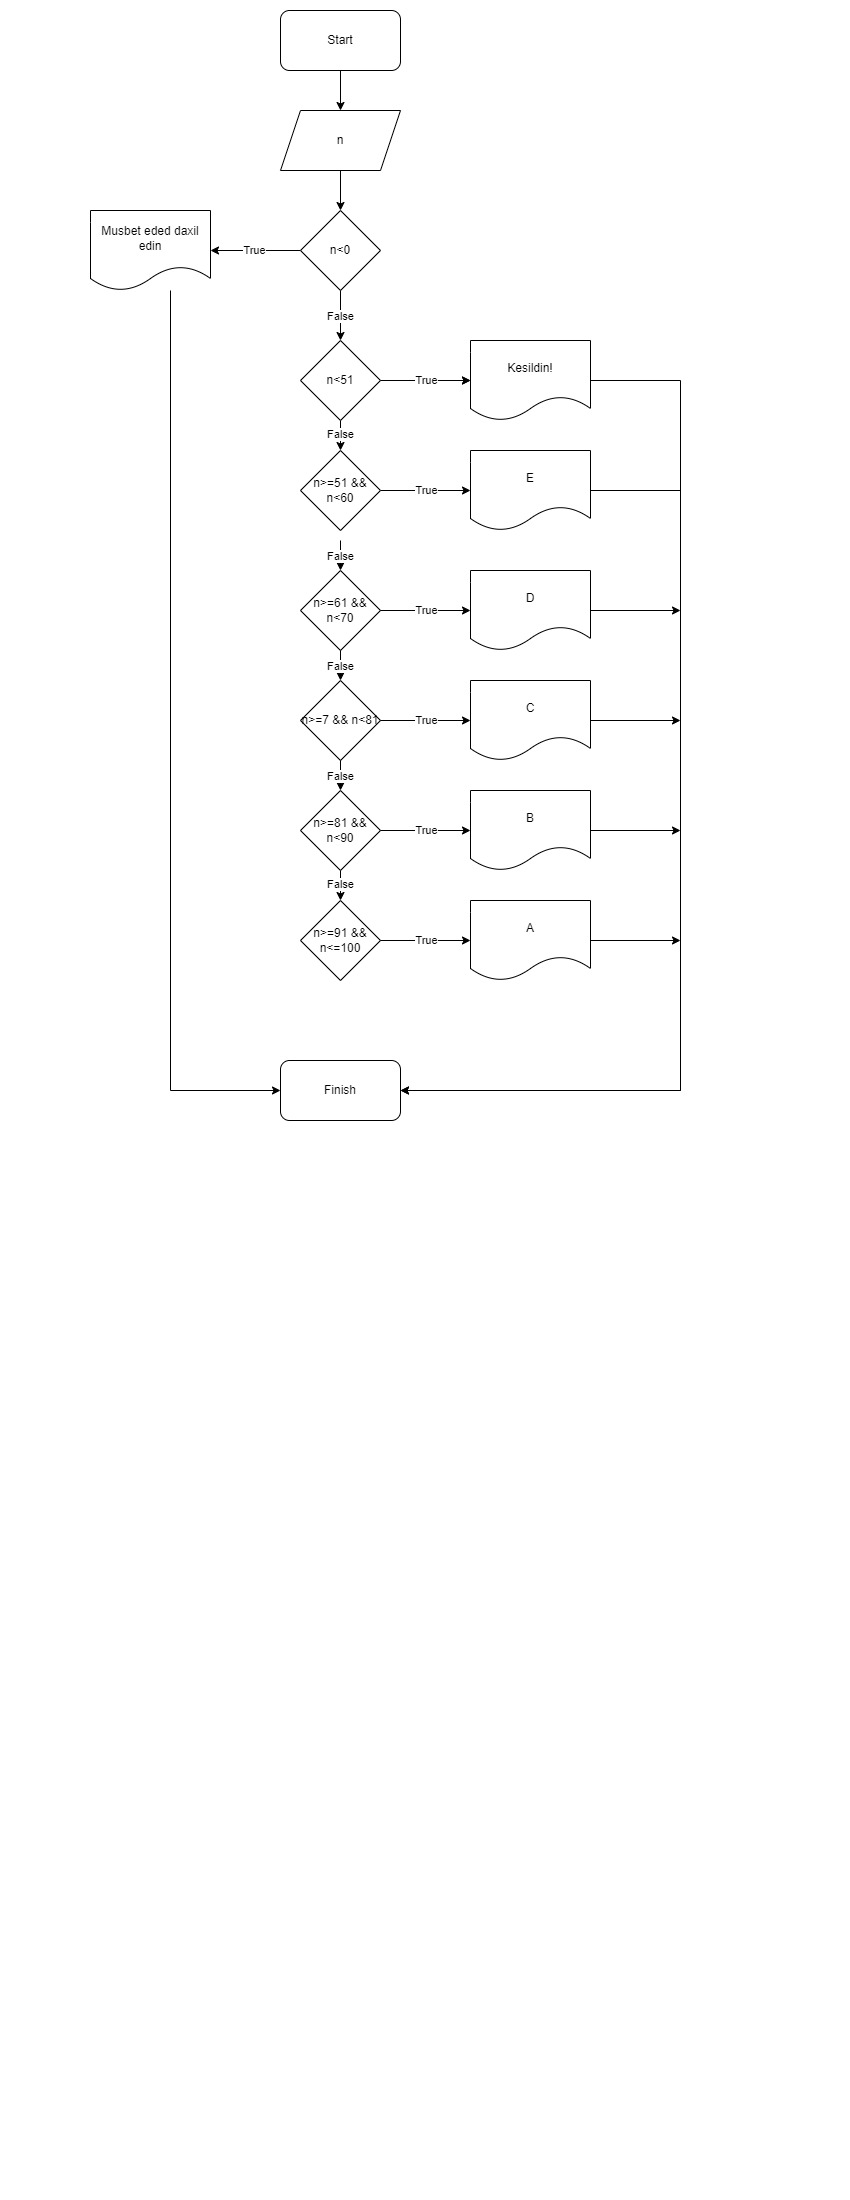 Start
n
Musbet eded daxil
edin
True
n<0
False
n<51
True
Kesildin!
False
n>=51 &&
n<60
True
E
False
n>=61 &&
n<70
True
D
False
n>=7 && n<81
True
C
False
n>=81 &&
n<90
True
B
False
n>=91 &&
n<=100
True
A
Finish